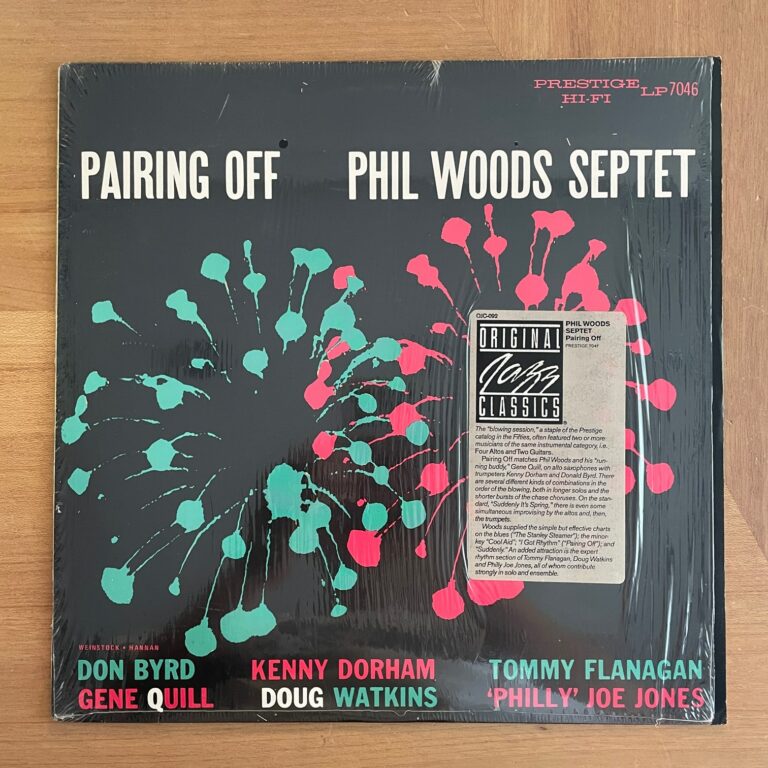 PRESTIGE LP 7046
HI-FI
PAIRING OFF PHIL WOODS SEPTET
OJC-092
ORIGINAL
Jazz
CLASSICS
PHIL WOODS
SEPTET
Pairing Off
PRESTIGE 7046
The "blowing session," a staple of the Prestige
catalog in the Fifties, often featured two or more
musicians of the same instrumental category, i.e.
Four Altos and Two Guitars.
Pairing Off matches Phil Woods and his "run-
ning buddy," Gene Quill, on alto saxophones with
trumpeters Kenny Dorham and Donald Byrd. There
are several different kinds of combinations in the
order of the blowing, both in longer solos and the
shorter bursts of the chase choruses. On the stan-
dard, "Suddenly It's Spring," there is even some
simultaneous improvising by the altos and, then,
the trumpets.
Woods supplied the simple but effective charts
on the blues ("The Stanley Steamer"); the minor-
key "Cool Aid"; "I Got Rhythm" ("Pairing Off"); and
"Suddenly." An added attraction is the expert
rhythm section of Tommy Flanagan, Doug Watkins
and Philly Joe Jones, all of whom contribute
strongly in solo and ensemble.
WEINSTOCK • HANNAN
DON BYRD KENNY DORHAM TOMMY FLANAGAN
GENE QUILL DOUG WATKINS 'PHILLY' JOE JONES